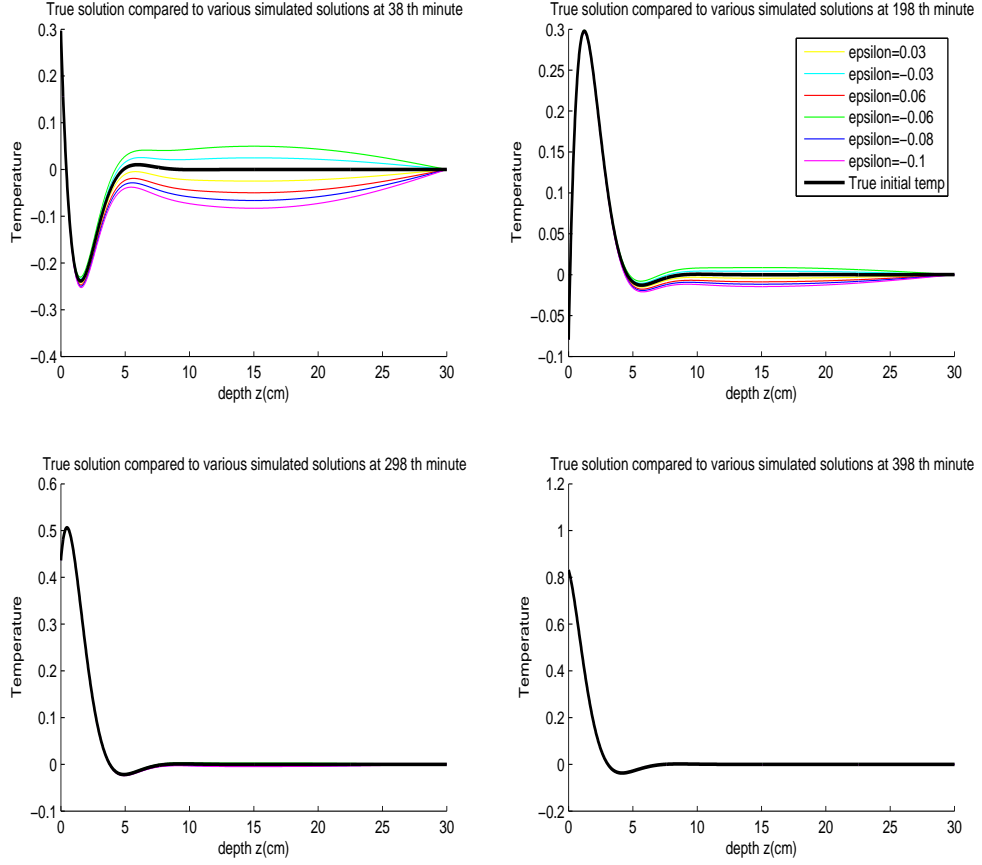 True solution compared to various simulated solutions at 38 th minute
0.3
0.2
0.1
0
−0.1
−0.2
−0.3
−0.4
Temperature
0 5 10 15 20 25 30
depth z(cm)
True solution compared to various simulated solutions at 198 th minute
0.3
0.25
0.2
0.15
0.1
0.05
0
−0.05
−0.1
Temperature
epsilon=0.03
epsilon=−0.03
epsilon=0.06
epsilon=−0.06
epsilon=−0.08
epsilon=−0.1
True initial temp
0 5 10 15 20 25 30
depth z(cm)
True solution compared to various simulated solutions at 298 th minute
0.6
0.5
0.4
0.3
0.2
0.1
0
−0.1
Temperature
0 5 10 15 20 25 30
depth z(cm)
True solution compared to various simulated solutions at 398 th minute
1.2
1
0.8
0.6
0.4
0.2
0
−0.2
Temperature
0 5 10 15 20 25 30
depth z(cm)